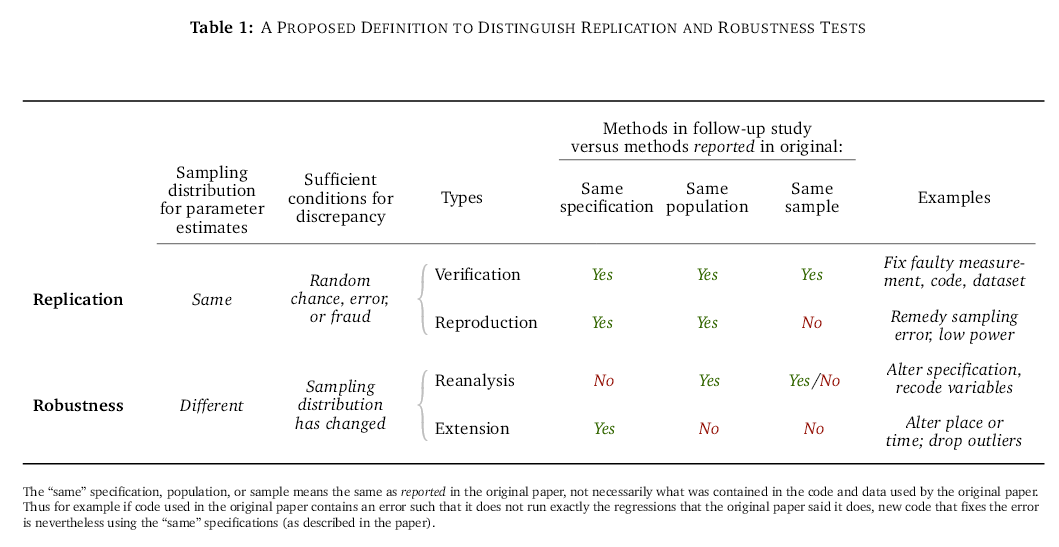 Table 1: A PROPOSED DEFINITION TO DISTINGUISH REPLICATION AND ROBUSTNESS TESTS
Methods in follow-up study
versus methods reported in original:
Sampling
distribution
for parameter
estimates
Sufficient
conditions for
discrepancy
Types
Same
specification
Same
population
Same
sample
Examples
Replication
Same
Random
chance, error,
or fraud
Verification
Yes
Yes
Yes
Fix faulty measure-
ment, code, dataset
Reproduction
Yes
Yes
No
Remedy sampling
error, low power
Robustness
Different
Sampling
distribution
has changed
Reanalysis
No
Yes
Yes/No
Alter specification,
recode variables
Extension
Yes
No
No
Alter place or
time; drop outliers
The “same” specification, population, or sample means the same as reported in the original paper, not necessarily what was contained in the code and data used by the original paper.
Thus for example if code used in the original paper contains an error such that it does not run exactly the regressions that the original paper said it does, new code that fixes the error
is nevertheless using the “same” specifications (as described in the paper).